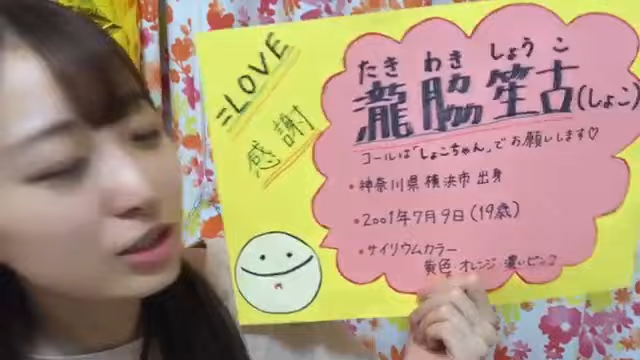 =LOVE
感謝
たき わき しょう こ
瀧脇笙古(しょこ)
コールは「しょこちゃん」でお願いします♡
・神奈川県 横浜市 出身
・2001年7月9日(19歳)
・サイリウムカラー
黄色・オレンジ・濃いピンク